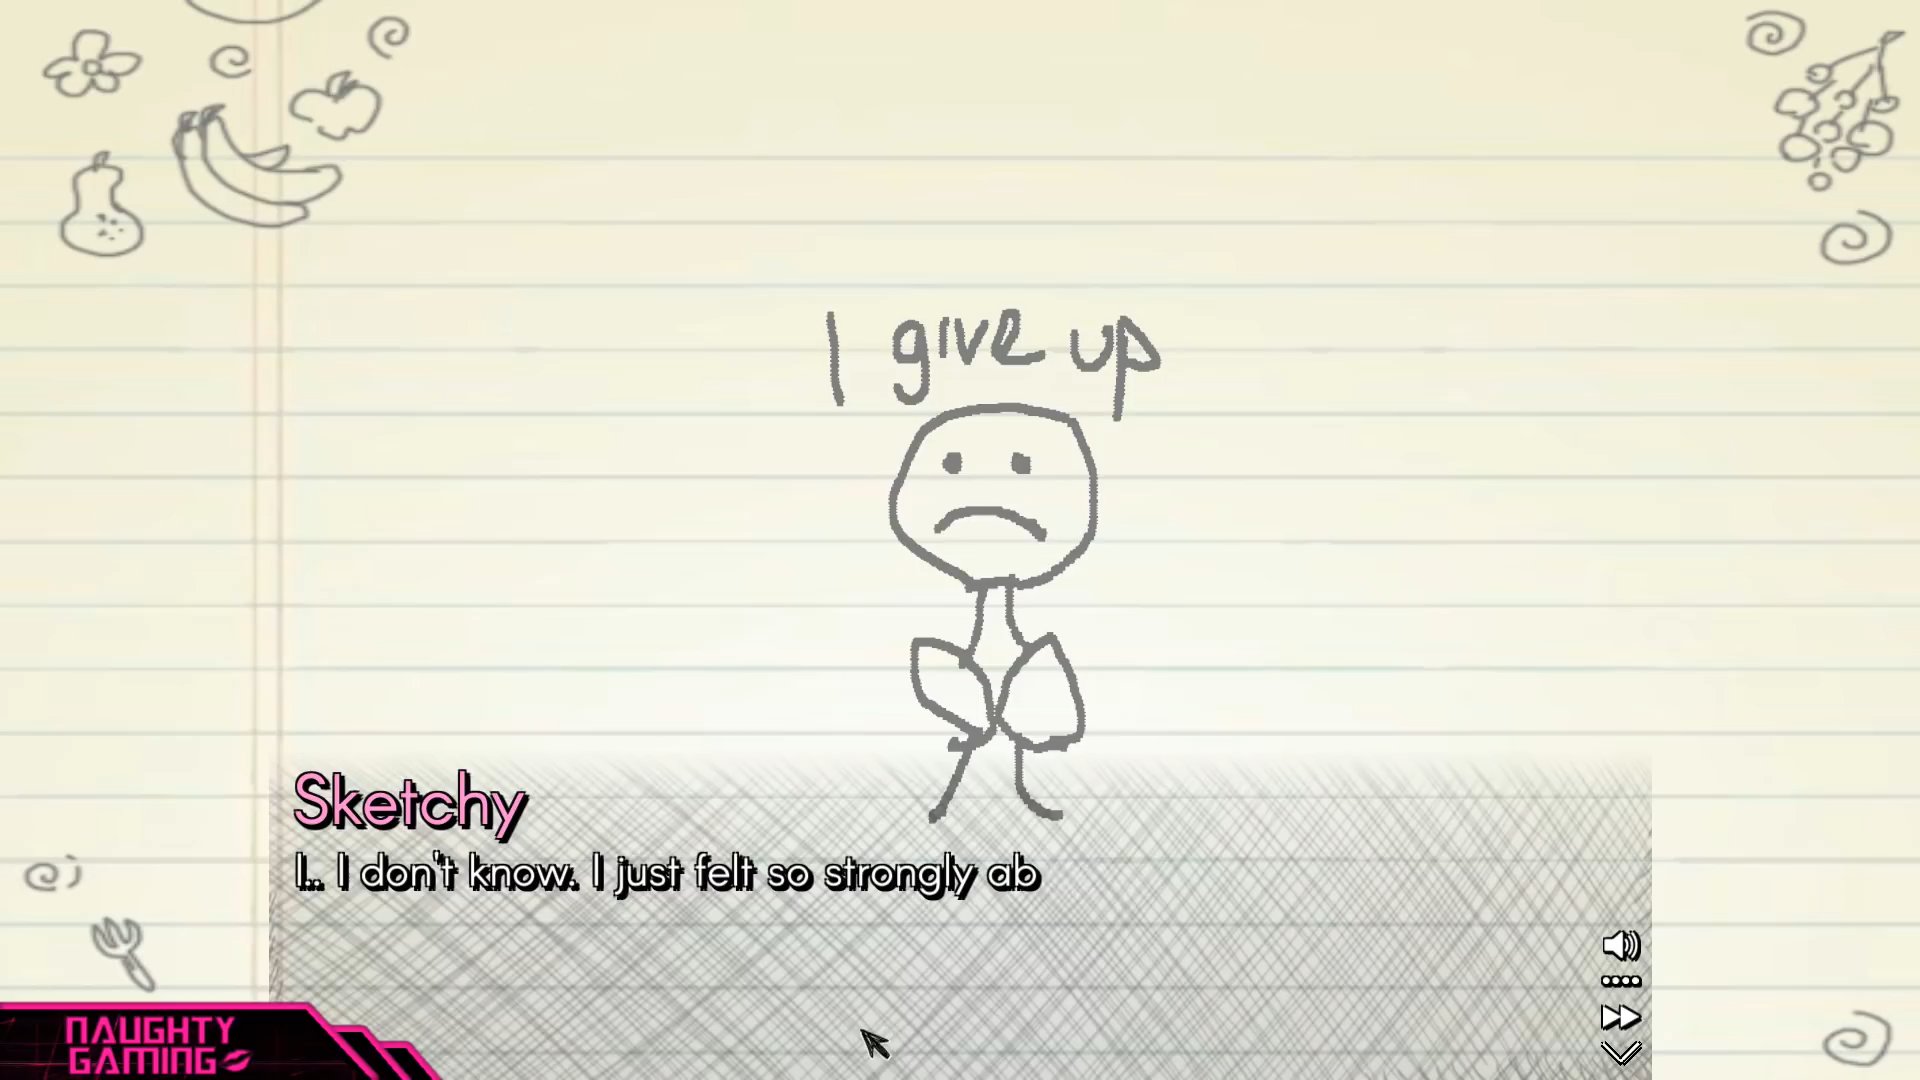 I give up
Sketchy
I... I don't know. I just felt so strongly ab
NAUGHTY
GAMING